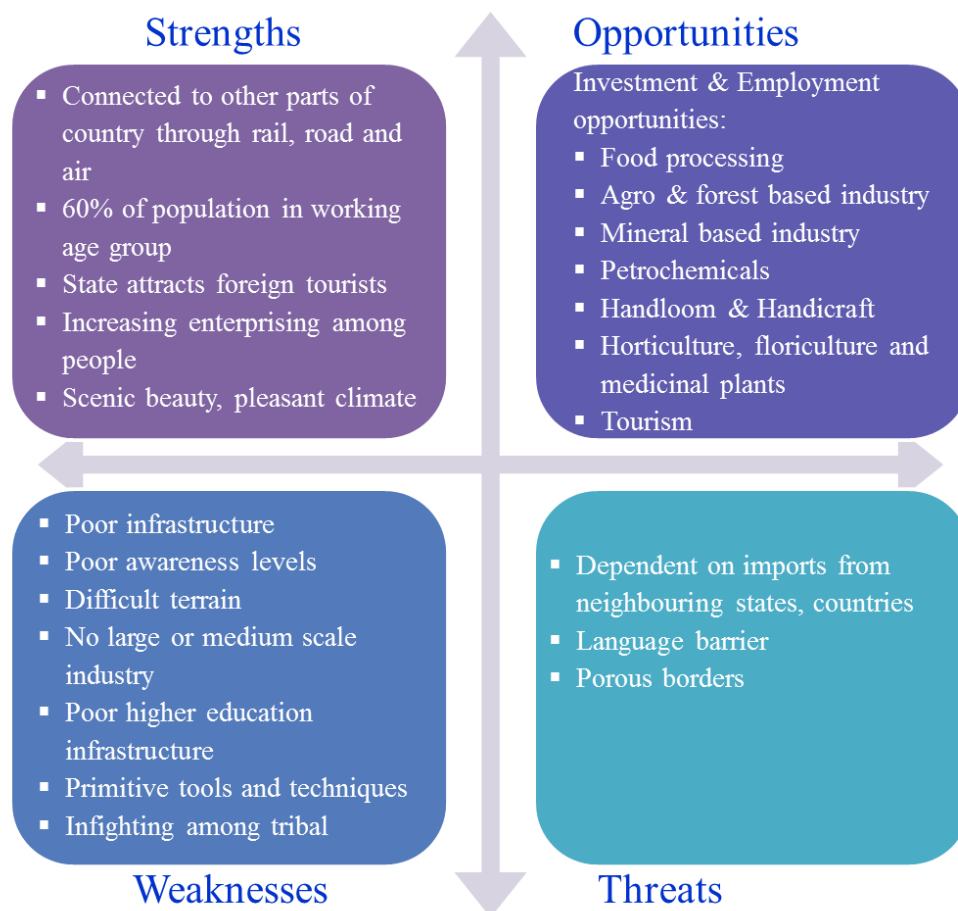 Strengths
▪ Connected to other parts of
country through rail, road and
air
▪ 60% of population in working
age group
▪ State attracts foreign tourists
▪ Increasing enterprising among
people
▪ Scenic beauty, pleasant climate
Opportunities
Investment & Employment
opportunities:
▪ Food processing
▪ Agro & forest based industry
▪ Mineral based industry
▪ Petrochemicals
▪ Handloom & Handicraft
▪ Horticulture, floriculture and
medicinal plants
▪ Tourism
▪ Poor infrastructure
▪ Poor awareness levels
▪ Difficult terrain
▪ No large or medium scale
industry
▪ Poor higher education
infrastructure
▪ Primitive tools and techniques
▪ Infighting among tribal
Weaknesses
▪ Dependent on imports from
neighbouring states, countries
▪ Language barrier
▪ Porous borders
Threats